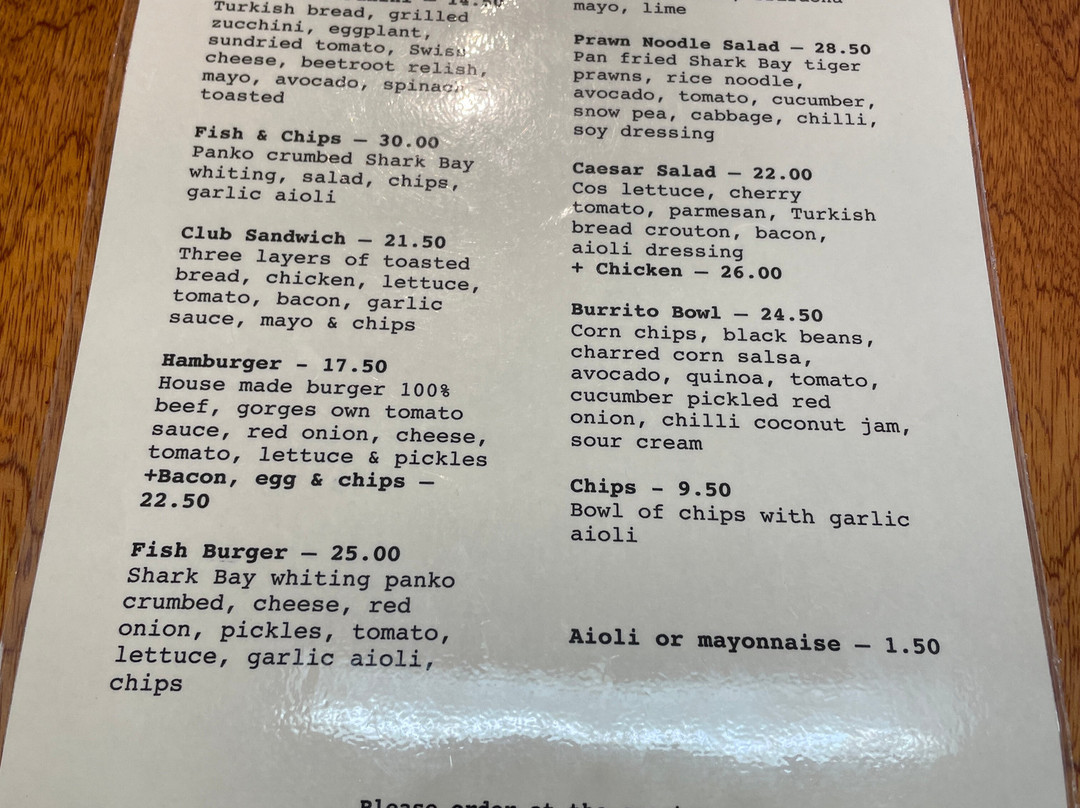 Turkish bread, grilled
zucchini, eggplant,
sundried tomato, Swiss
cheese, beetroot relish,
mayo, avocado, spinach -
toasted
Fish & Chips – 30.00
Panko crumbed Shark Bay
whiting, salad, chips,
garlic aioli
Club Sandwich – 21.50
Three layers of toasted
bread, chicken, lettuce,
tomato, bacon, garlic
sauce, mayo & chips
Hamburger – 17.50
House made burger 100%
beef, gorges own tomato
sauce, red onion, cheese,
tomato, lettuce & pickles
+Bacon, egg & chips –
22.50
Fish Burger – 25.00
Shark Bay whiting panko
crumbed, cheese, red
onion, pickles, tomato,
lettuce, garlic aioli,
chips
mayo, lime
Prawn Noodle Salad – 28.50
Pan fried Shark Bay tiger
prawns, rice noodle,
avocado, tomato, cucumber,
snow pea, cabbage, chilli,
soy dressing
Caesar Salad – 22.00
Cos lettuce, cherry
tomato, parmesan, Turkish
bread crouton, bacon,
aioli dressing
+ Chicken – 26.00
Burrito Bowl – 24.50
Corn chips, black beans,
charred corn salsa,
avocado, quinoa, tomato,
cucumber pickled red
onion, chilli coconut jam,
sour cream
Chips – 9.50
Bowl of chips with garlic
aioli
Aioli or mayonnaise – 1.50
Please order at the